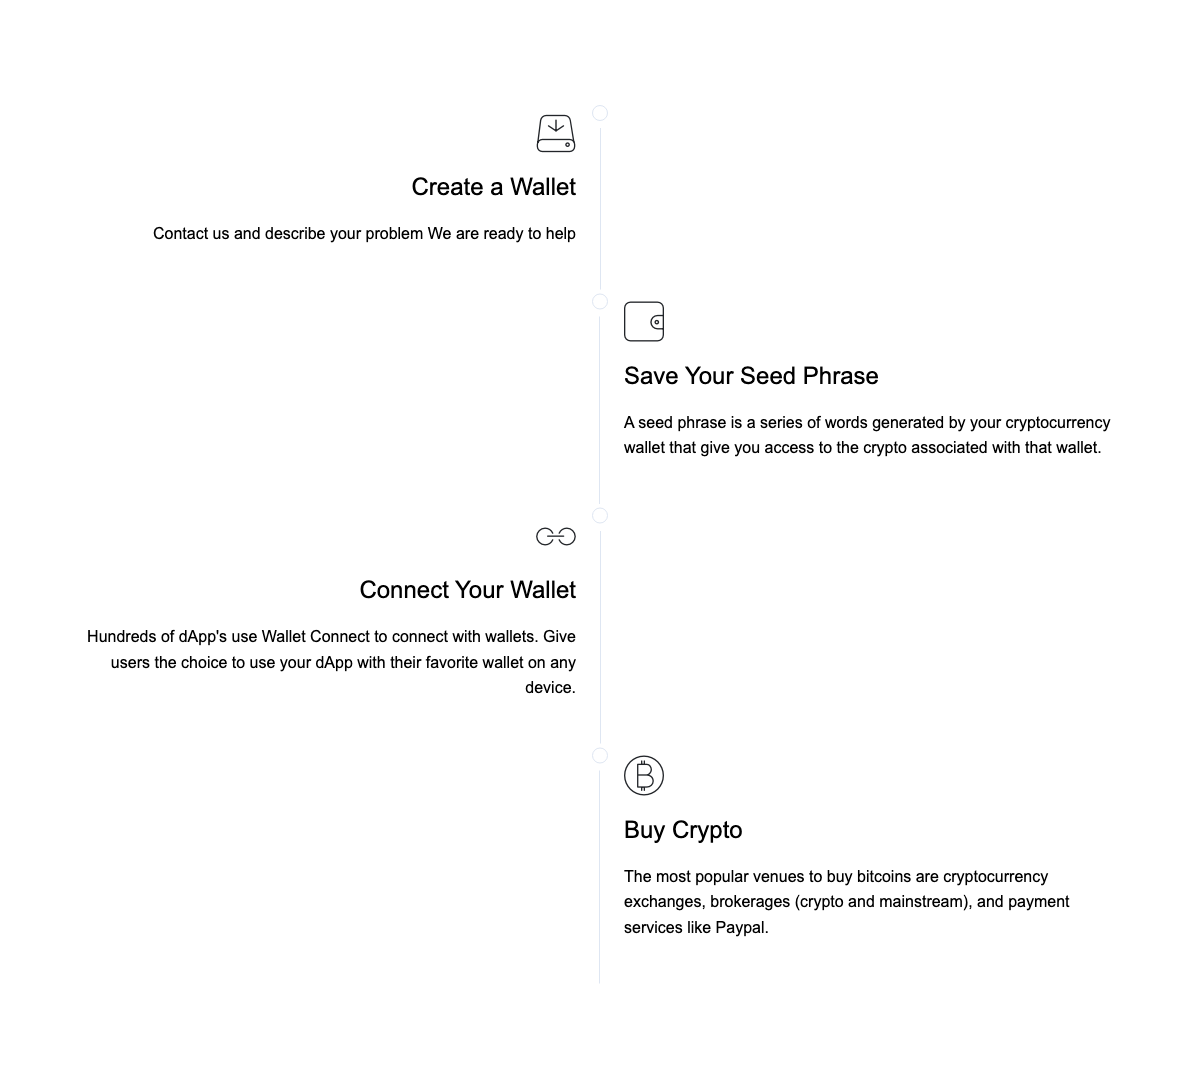 Create a Wallet
Contact us and describe your problem We are ready to help
Save Your Seed Phrase
A seed phrase is a series of words generated by your cryptocurrency
wallet that give you access to the crypto associated with that wallet.
Connect Your Wallet
Hundreds of dApp's use Wallet Connect to connect with wallets. Give
users the choice to use your dApp with their favorite wallet on any
device.
Buy Crypto
The most popular venues to buy bitcoins are cryptocurrency
exchanges, brokerages (crypto and mainstream), and payment
services like Paypal.